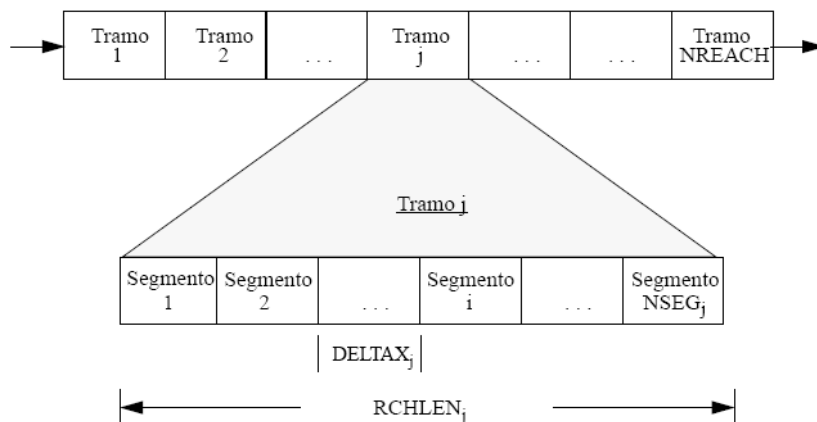 Tramo Tramo Tramo Tramo
1 2 . . . j . . . . . . NREACH
Tramo j
Segmento Segmento Segmento Segmento
1 2 . . . i . . . NSEGj
DELTAXj
RCHLENj